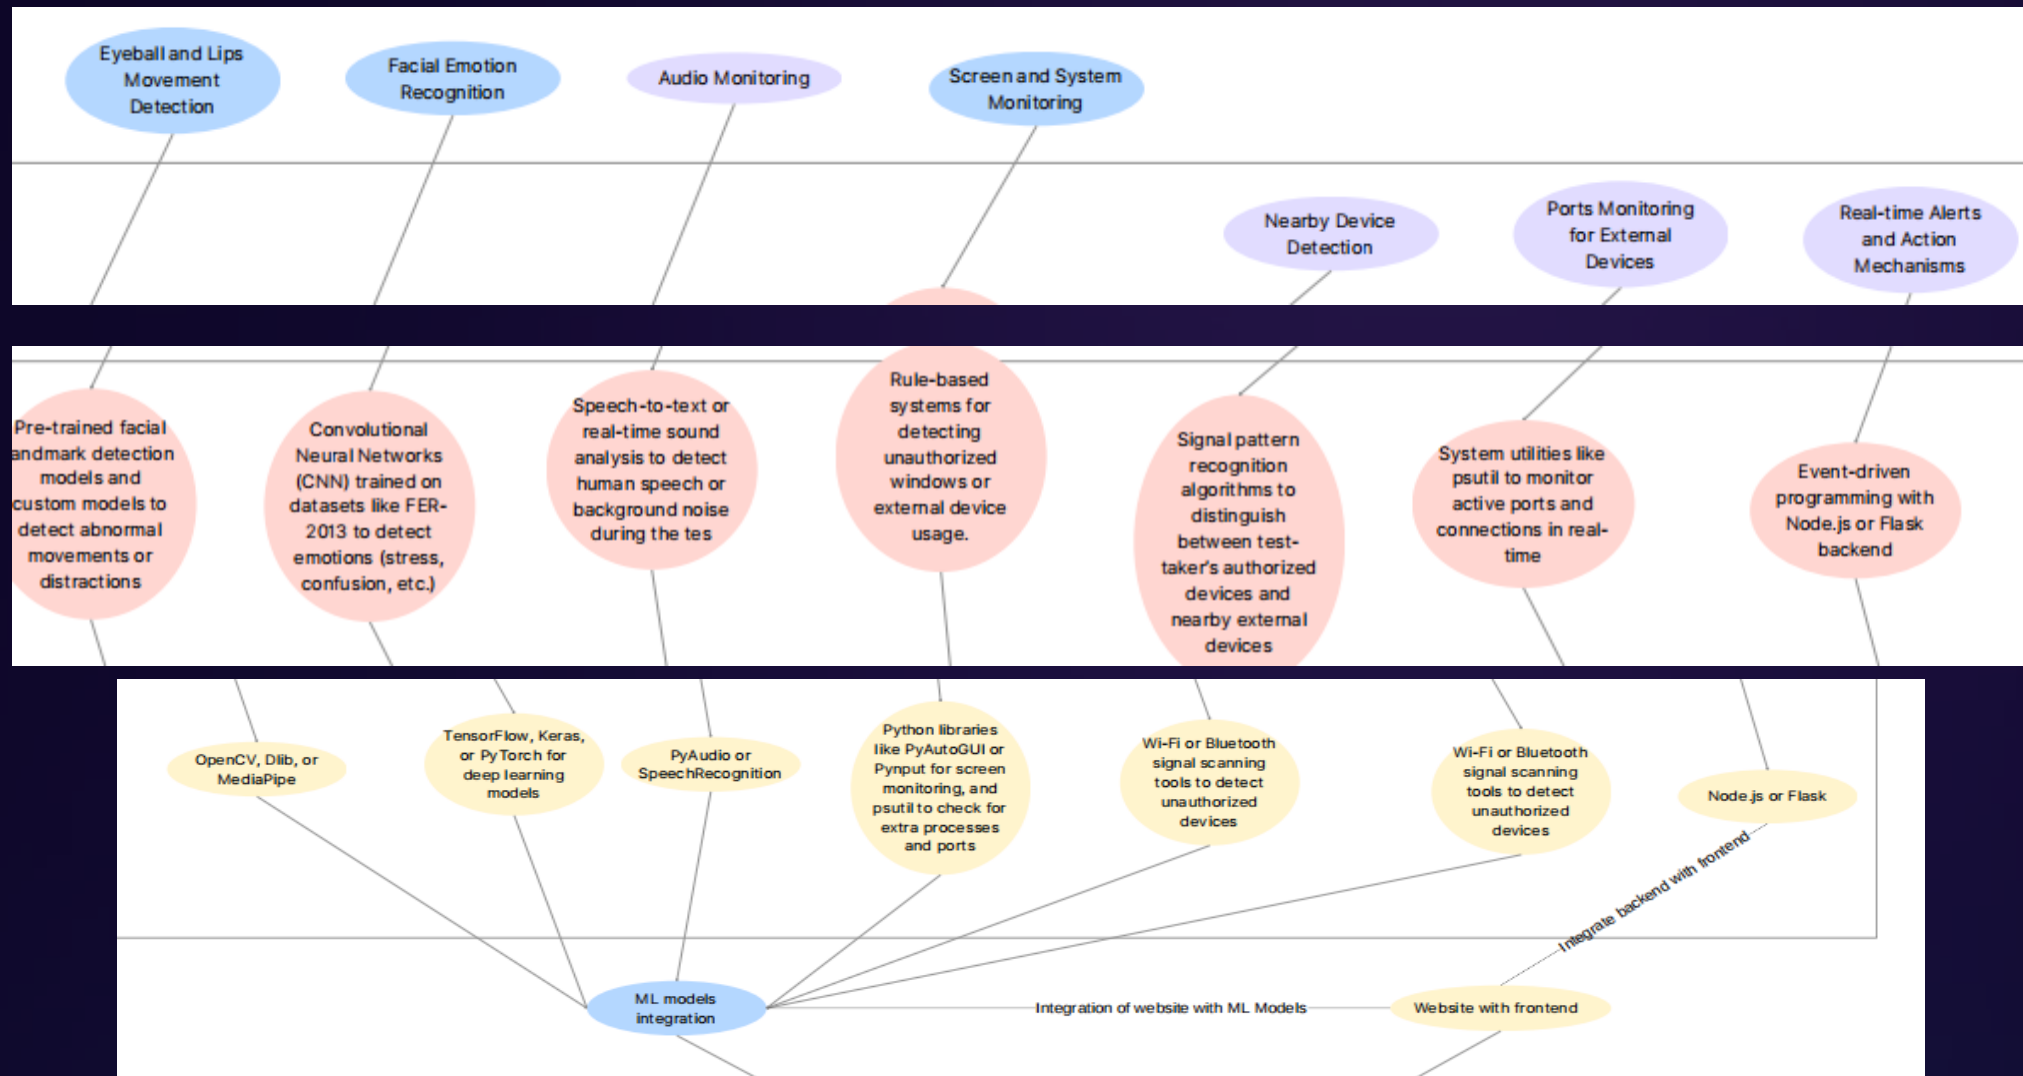 Eyeball and Lips
Movement
Detection
Facial Emotion
Recognition
Audio Monitoring
Screen and System
Monitoring
Nearby Device
Detection
Ports Monitoring
for External
Devices
Real-time Alerts
and Action
Mechanisms
Pre-trained facial
andmark detection
models and
custom models to
detect abnormal
movements or
distractions
Convolutional
Neural Networks
(CNN) trained on
datasets like FER-
2013 to detect
emotions (stress,
confusion, etc.)
Speech-to-text or
real-time sound
analysis to detect
human speech or
background noise
during the tes
Rule-based
systems for
detecting
unauthorized
windows or
external device
usage.
Signal pattern
recognition
algorithms to
distinguish
between test-
taker's authorized
devices and
nearby external
devices
System utilities like
psutil to monitor
active ports and
connections in real-
time
Event-driven
programming with
Node.js or Flask
backend
OpenCV, Dlib, or
MediaPipe
TensorFlow, Keras,
or PyTorch for
deep learning
models
PyAudio or
SpeechRecognition
Python libraries
like PyAutoGUI or
Pynput for screen
monitoring, and
psutil to check for
extra processes
and ports
Wi-Fi or Bluetooth
signal scanning
tools to detect
unauthorized
devices
Wi-Fi or Bluetooth
signal scanning
tools to detect
unauthorized
devices
Node.js or Flask
Integrate backend with frontend
ML models
integration
Integration of website with ML Models
Website with frontend